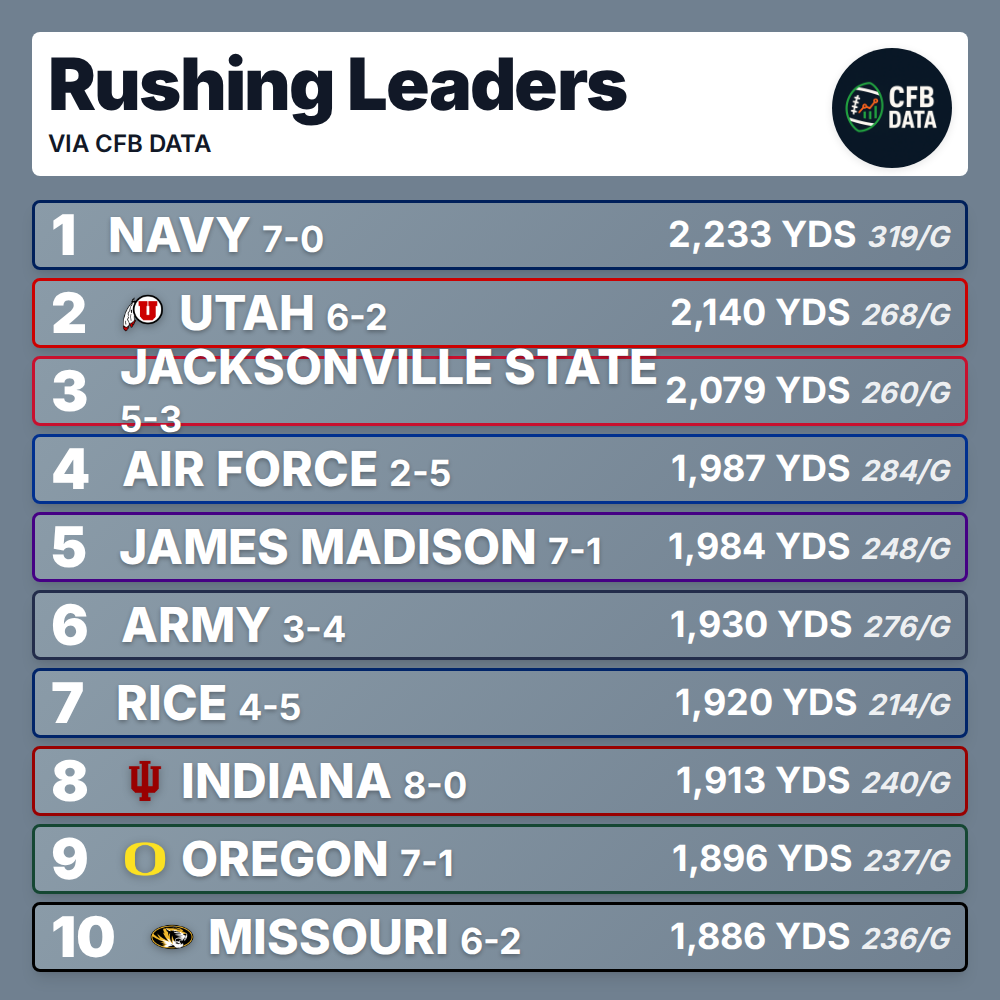 Rushing Leaders
VIA CFB DATA
CFB
DATA
1 NAVY 7-0 2,233 YDS 319/G
2 U UTAH 6-2 2,140 YDS 268/G
3 JACKSONVILLE STATE 5-3 2,079 YDS 260/G
4 AIR FORCE 2-5 1,987 YDS 284/G
5 JAMES MADISON 7-1 1,984 YDS 248/G
6 ARMY 3-4 1,930 YDS 276/G
7 RICE 4-5 1,920 YDS 214/G
8 INDIANA 8-0 1,913 YDS 240/G
9 O OREGON 7-1 1,896 YDS 237/G
10 MISSOURI 6-2 1,886 YDS 236/G